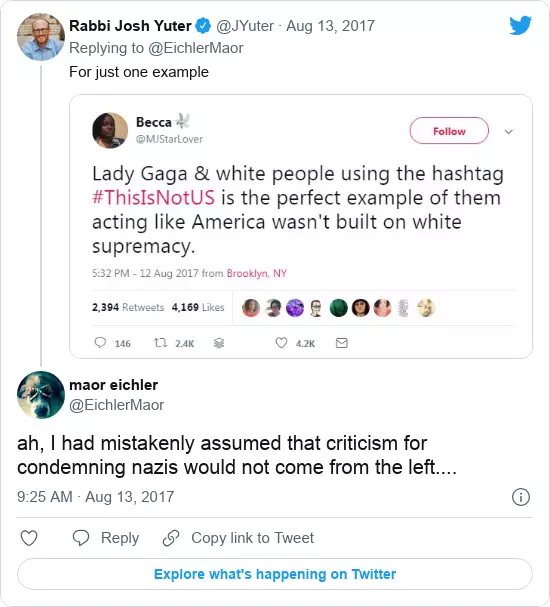 Rabbi Josh Yuter @JYuter · Aug 13, 2017
Replying to @EichlerMaor
For just one example
Becca
@MJStarLover
Follow
Lady Gaga & white people using the hashtag
#ThisIsNotUS is the perfect example of them
acting like America wasn't built on white
supremacy.
5:32 PM - 12 Aug 2017 from Brooklyn, NY
2,394 Retweets 4,169 Likes
146 2.4K 4.2K
maor eichler
@EichlerMaor
ah, I had mistakenly assumed that criticism for
condemning nazis would not come from the left....
9:25 AM · Aug 13, 2017
Reply Copy link to Tweet
Explore what's happening on Twitter